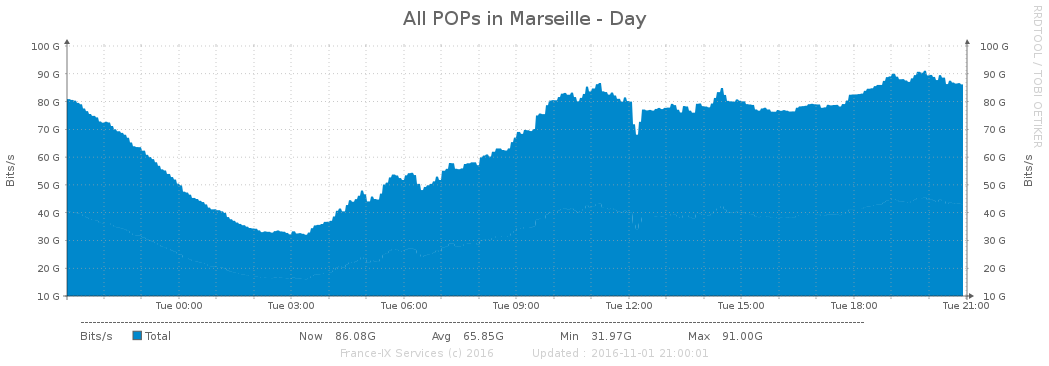 All POPs in Marseille - Day
RRDTOOL / TOBI OETIKER
Bits/s
100 G 100 G
90 G 90 G
80 G 80 G
70 G 70 G
60 G 60 G
50 G 50 G
40 G 40 G
30 G 30 G
20 G 20 G
10 G 10 G
Bits/s
Tue 00:00 Tue 03:00 Tue 06:00 Tue 09:00 Tue 12:00 Tue 15:00 Tue 18:00 Tue 21:00
Bits/s Total Now 86.08G Avg 65.85G Min 31.97G Max 91.00G
France-IX Services (c) 2016 Updated : 2016-11-01 21:00:01